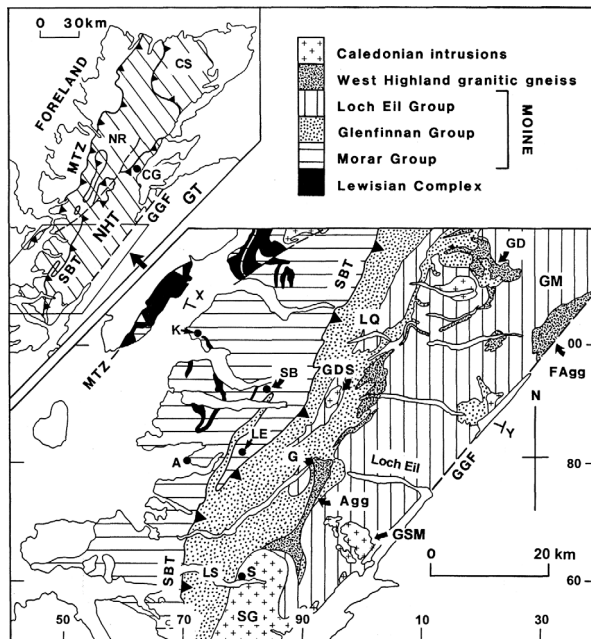 0 30km
CS
FORELAND
NR
MTZ
CG
NHT
GGF
GT
SBT
Caledonian intrusions
West Highland granitic gneiss
Loch Eil Group
Glenfinnan Group
Morar Group
Lewisian Complex
MOINE
SBT
GD
GM
T X
LQ
K
00
MTZ
GDS
FAgg
SB
N
LE
Y
G
Loch Eil
GGF
A
80
Agg
GSM
0 20 km
SBT
LS
S
60
SG
50 70 90 10 30